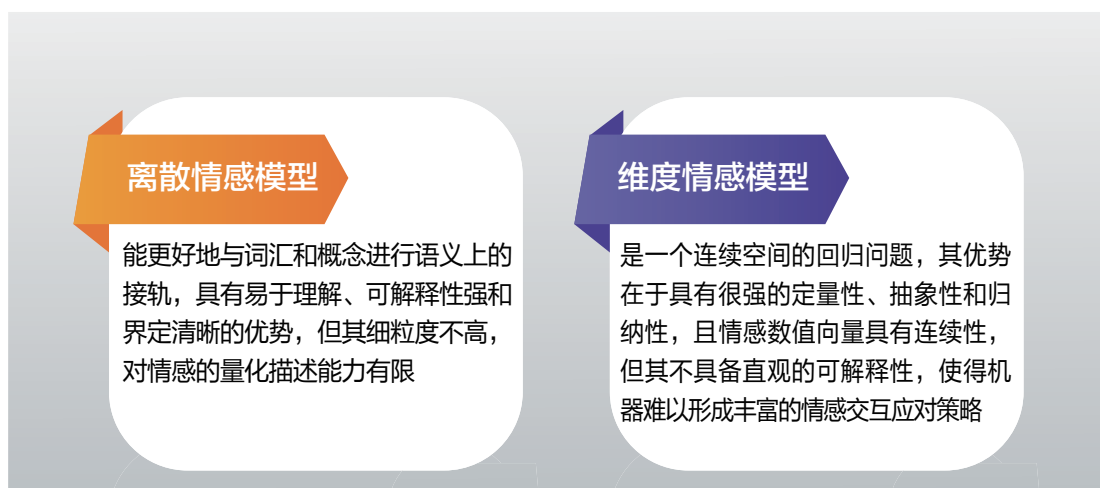 离散情感模型
能更好地与词汇和概念进行语义上的
接轨，具有易于理解、可解释性强和
界定清晰的优势，但其细粒度不高，
对情感的量化描述能力有限
维度情感模型
是一个连续空间的回归问题，其优势
在于具有很强的定量性、抽象性和归
纳性，且情感数值向量具有连续性，
但其不具备直观的可解释性，使得机
器难以形成丰富的情感交互应对策略